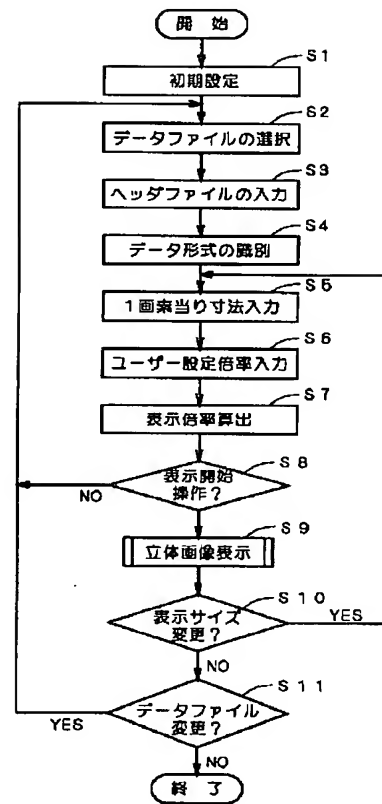 開 始
S1
初期設定
S2
データファイルの選択
S3
ヘッダファイルの入力
S4
データ形式の識別
S5
1画素当り寸法入力
S6
ユーザー設定倍率入力
S7
表示倍率算出
S8
表示開始
操作?
NO
S9
立体画像表示
S10
表示サイズ
変更?
YES
NO
S11
データファイル
変更?
YES
NO
終 了